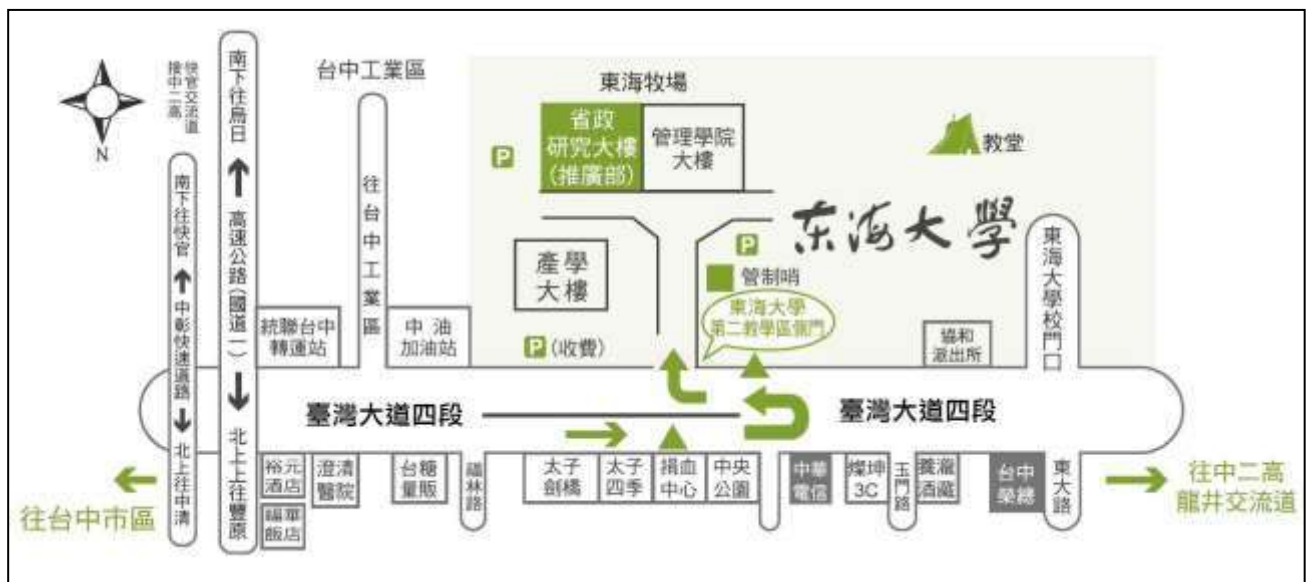 N
快官交流道
接中二高
南下往快官
中彰快速道路
北上往中清
南下往烏日
高速公路(國道一)
北上上往豐原
台中工業區
往台中工業區
東海牧場
省政
研究大樓
(推廣部)
管理學院
大樓
教堂
东海大學
P
P
管制哨
東海大學
第二教學區側門
產學
大樓
P(收費)
東海大學校門口
統聯台中
轉運站
中油
加油站
協和
派出所
臺灣大道四段
臺灣大道四段
往台中市區
裕元
酒店
福華
飯店
澄清
醫院
台糖
量販
福林路
太子
劍橋
太子
四季
捐血
中心
中央
公園
中華
電信
燦坤
3C
玉門路
養瀧
酒藏
台中
榮總
東大路
往中二高
龍井交流道